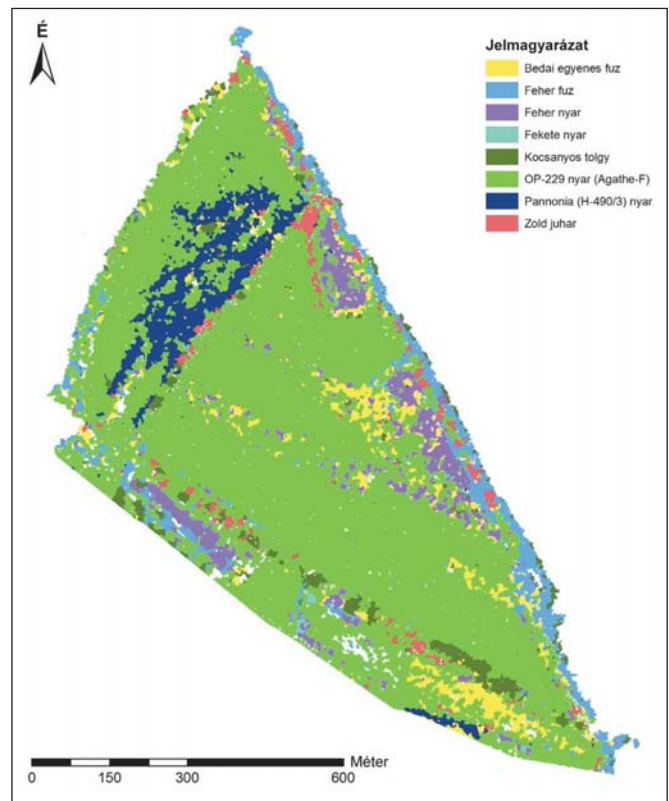 É
Jelmagyarázat
Bedai egyenes fuz
Feher fuz
Feher nyar
Fekete nyar
Kocsanyos tolgy
OP-229 nyar (Agathe-F)
Pannonia (H-490/3) nyar
Zold juhar
Méter
0 150 300 600